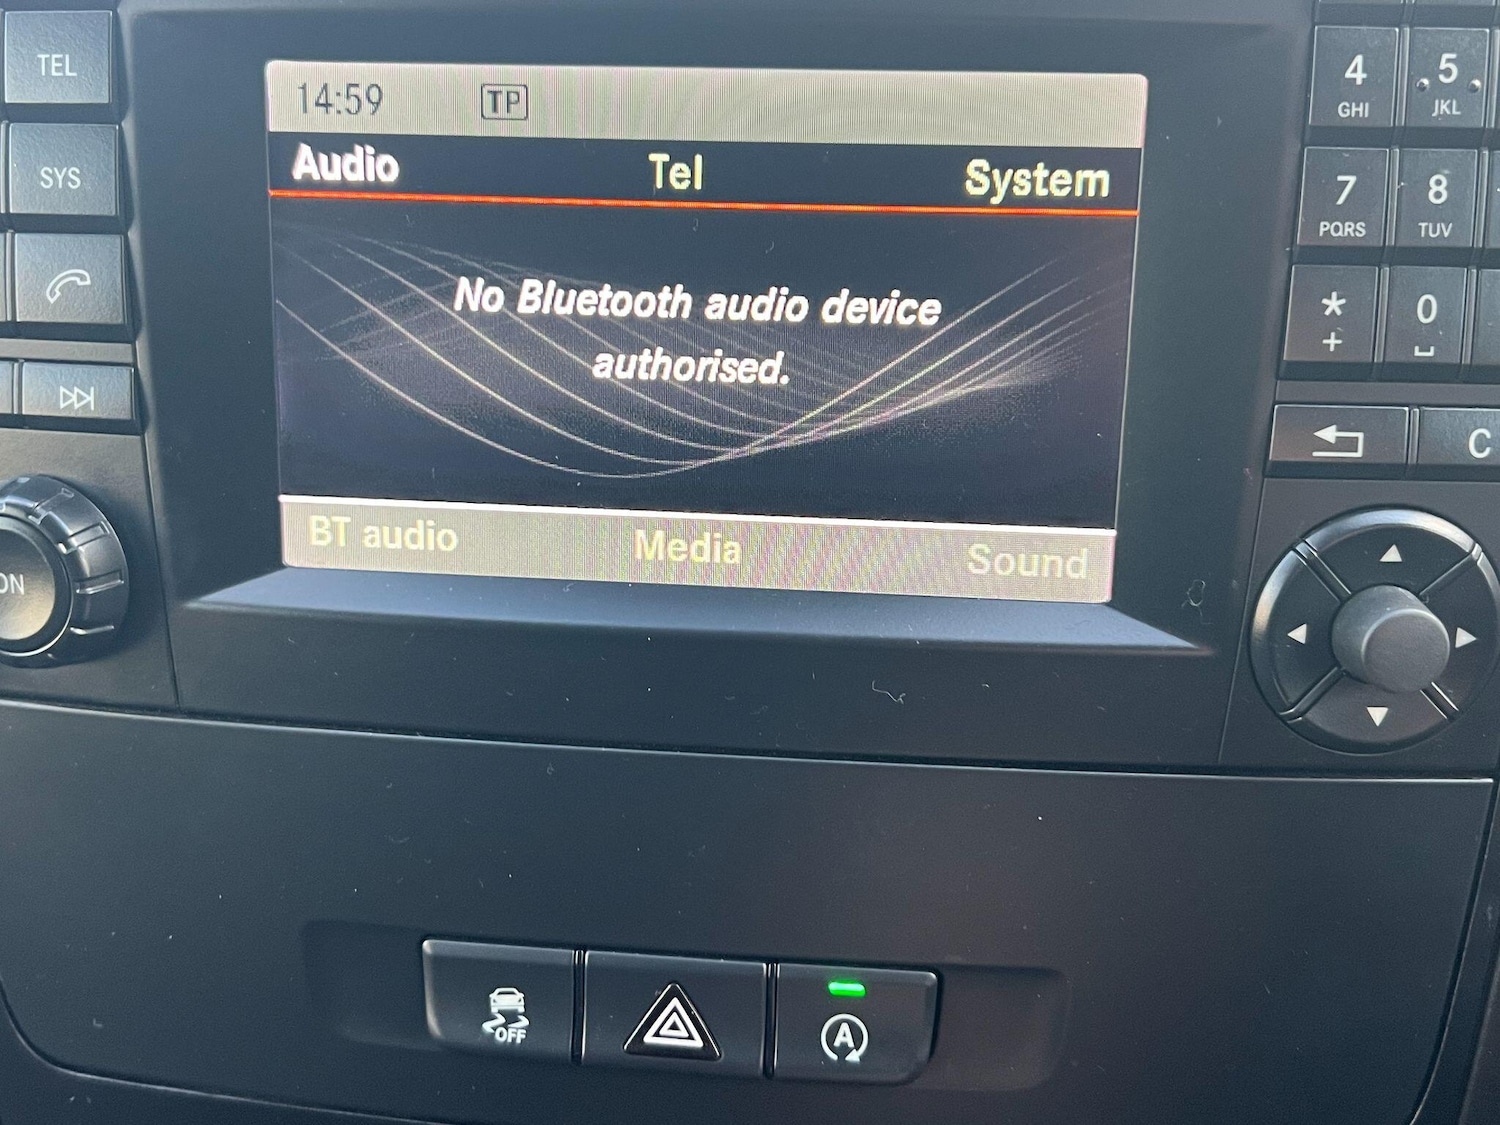 TEL
SYS
ON
14:59 TP
Audio Tel System
No Bluetooth audio device
authorised.
BT audio Media Sound
4 5
GHI JKL
7 8
PQRS TUV
* 0
+ ␣
C
OFF
A